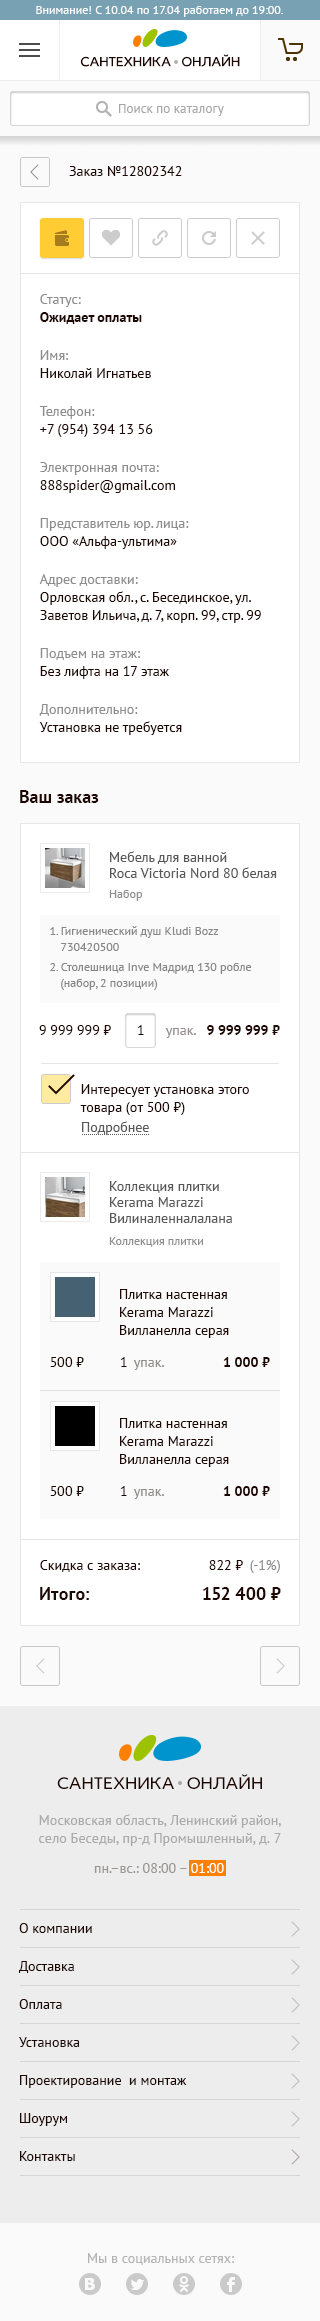 Внимание! С 10.04 по 17.04 работаем до 19:00.
САНТЕХНИКА • ОНЛАЙН
Поиск по каталогу
Заказ №12802342
Статус:
Ожидает оплаты
Имя:
Николай Игнатьев
Телефон:
+7 (954) 394 13 56
Электронная почта:
888spider@gmail.com
Представитель юр. лица:
ООО «Альфа-ультима»
Адрес доставки:
Орловская обл., с. Бесединское, ул.
Заветов Ильича, д. 7, корп. 99, стр. 99
Подъем на этаж:
Без лифта на 17 этаж
Дополнительно:
Установка не требуется
Ваш заказ
Мебель для ванной
Roca Victoria Nord 80 белая
Набор
1. Гигиенический душ Kludi Bozz
730420500
2. Столешница Inve Мадрид 130 робле
(набор, 2 позиции)
9 999 999 ₽ 1 упак. 9 999 999 ₽
Интересует установка этого
товара (от 500 ₽)
Подробнее
Коллекция плитки
Kerama Marazzi
Вилиналенналалана
Коллекция плитки
Плитка настенная
Kerama Marazzi
Вилланелла серая
500 ₽ 1 упак. 1 000 ₽
Плитка настенная
Kerama Marazzi
Вилланелла серая
500 ₽ 1 упак. 1 000 ₽
Скидка с заказа: 822 ₽ (-1%)
Итого: 152 400 ₽
САНТЕХНИКА • ОНЛАЙН
Московская область, Ленинский район,
село Беседы, пр-д Промышленный, д. 7
пн.–вс.: 08:00 – 01:00
О компании
Доставка
Оплата
Установка
Проектирование и монтаж
Шоурум
Контакты
Мы в социальных сетях: